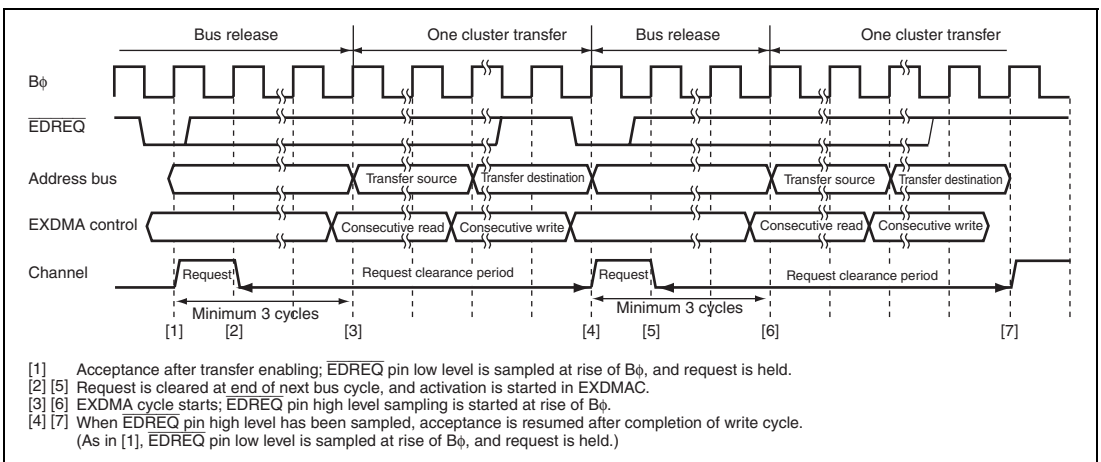 Bus release One cluster transfer Bus release One cluster transfer
Bϕ
EDREQ
Address bus Transfer source Transfer destination Transfer source Transfer destination
EXDMA control Consecutive read Consecutive write Consecutive read Consecutive write
Channel Request Request clearance period Request Request clearance period
Minimum 3 cycles Minimum 3 cycles
[1] [2] [3] [4] [5] [6] [7]
[1] Acceptance after transfer enabling; EDREQ pin low level is sampled at rise of Bϕ, and request is held.
[2] [5] Request is cleared at end of next bus cycle, and activation is started in EXDMAC.
[3] [6] EXDMA cycle starts; EDREQ pin high level sampling is started at rise of Bϕ.
[4] [7] When EDREQ pin high level has been sampled, acceptance is resumed after completion of write cycle.
(As in [1], EDREQ pin low level is sampled at rise of Bϕ, and request is held.)